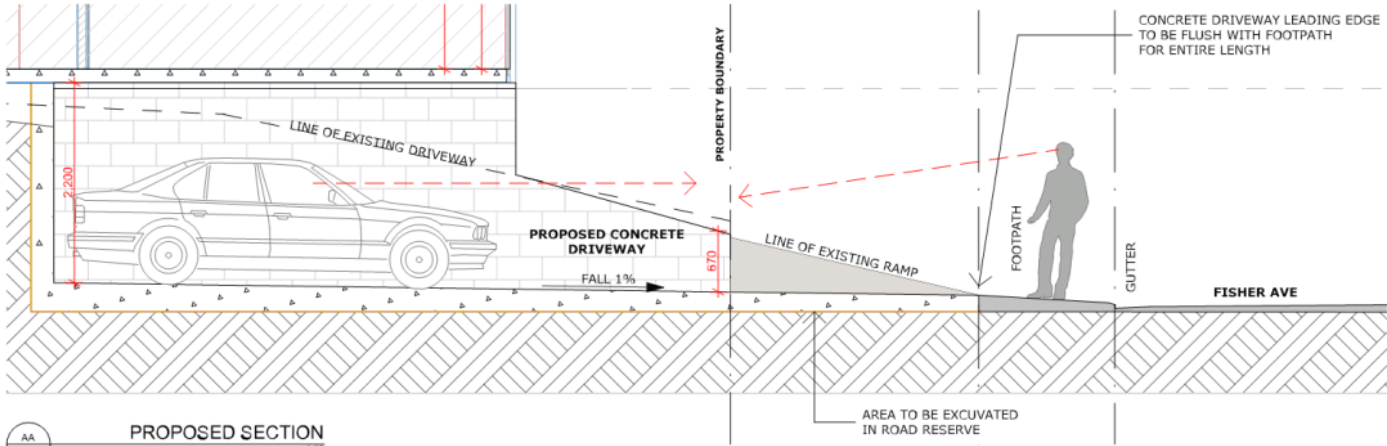 CONCRETE DRIVEWAY LEADING EDGE
TO BE FLUSH WITH FOOTPATH
FOR ENTIRE LENGTH
PROPERTY BOUNDARY
LINE OF EXISTING DRIVEWAY
2,200
PROPOSED CONCRETE
DRIVEWAY
FALL 1%
670
LINE OF EXISTING RAMP
FOOTPATH
GUTTER
FISHER AVE
AREA TO BE EXCUVATED
IN ROAD RESERVE
AA
PROPOSED SECTION